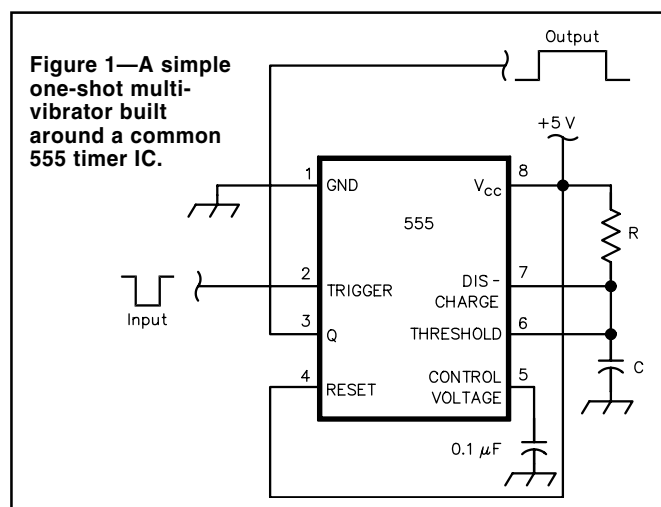 Figure 1—A simple
one-shot multi-
vibrator built
around a common
555 timer IC.
Output
+5 V
1
GND
8
VCC
555
R
2
TRIGGER
7
DIS-
CHARGE
Input
3
Q
6
THRESHOLD
4
RESET
5
CONTROL
VOLTAGE
C
0.1 µF